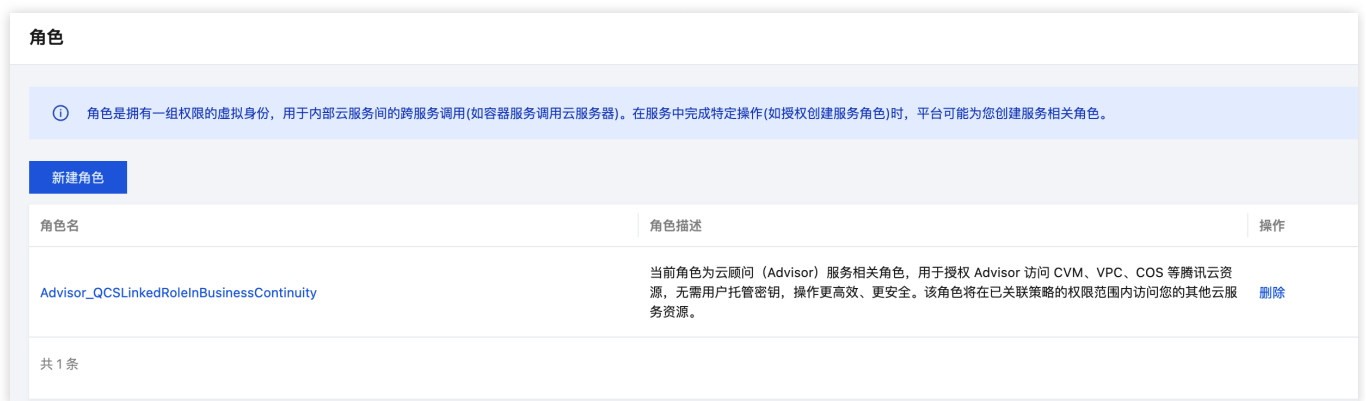 角色
角色是拥有一组权限的虚拟身份，用于内部云服务间的跨服务调用(如容器服务调用云服务器)。在服务中完成特定操作(如授权创建服务角色)时，平台可能为您创建服务相关角色。
新建角色
角色名
角色描述
操作
Advisor_QCSLinkedRoleInBusinessContinuity
当前角色为云顾问（Advisor）服务相关角色，用于授权 Advisor 访问 CVM、VPC、COS 等腾讯云资
源，无需用户托管密钥，操作更高效、更安全。该角色将在已关联策略的权限范围内访问您的其他云服
务资源。
删除
共 1 条